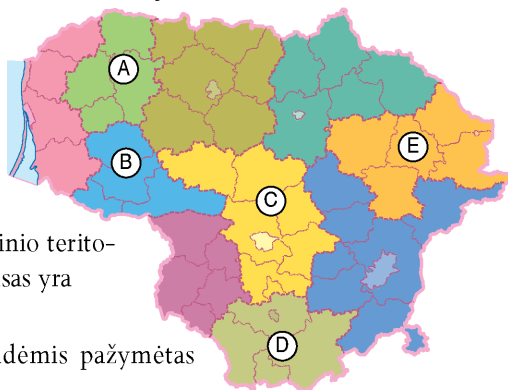 A
B
E
C
inio terito–
sas yra
D
dėmis pažymėtas